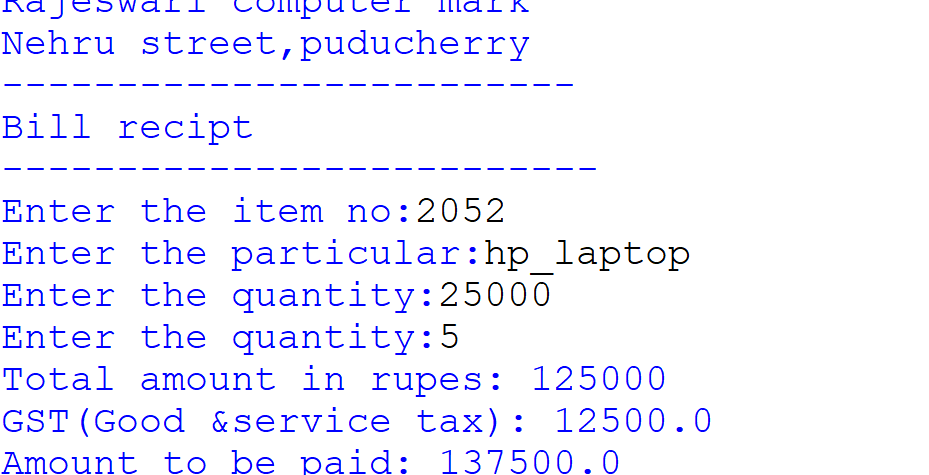 Rajeswari computer mark
Nehru street,puducherry
-------------------------
Bill recipt
--------------------------
Enter the item no:2052
Enter the particular:hp_laptop
Enter the quantity:25000
Enter the quantity:5
Total amount in rupes: 125000
GST(Good &service tax): 12500.0
Amount to be paid: 137500.0